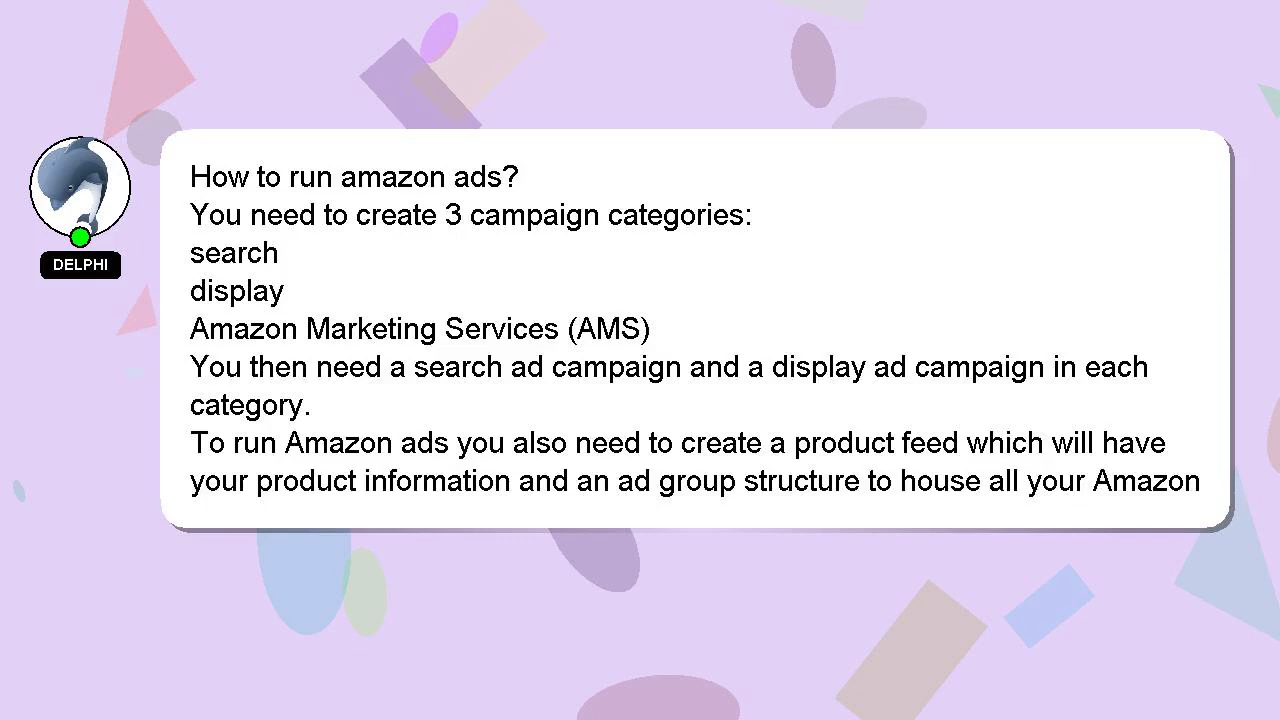 How to run amazon ads?
You need to create 3 campaign categories:
search
display
Amazon Marketing Services (AMS)
You then need a search ad campaign and a display ad campaign in each
category.
To run Amazon ads you also need to create a product feed which will have
your product information and an ad group structure to house all your Amazon
DELPHI